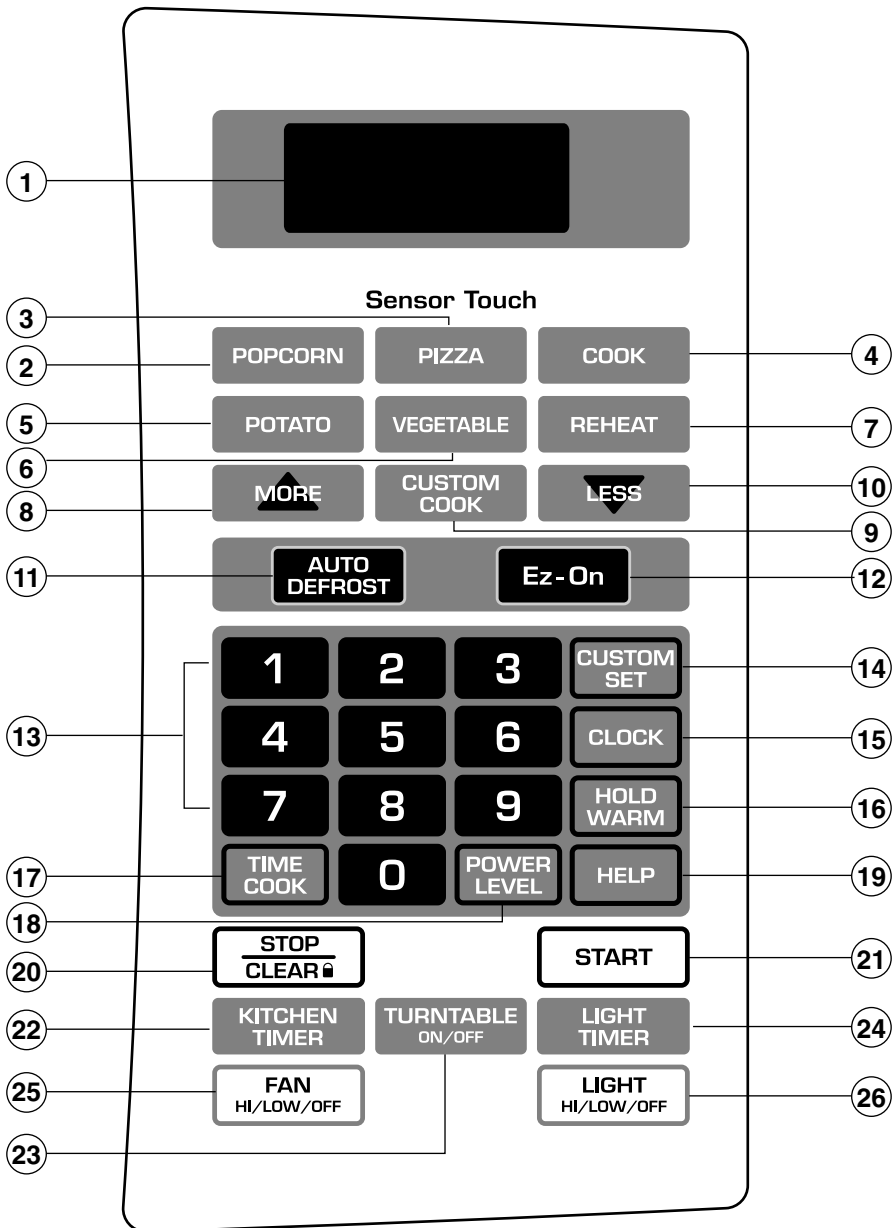 1
Sensor Touch
3
2
POPCORN
PIZZA
COOK
4
5
POTATO
VEGETABLE
REHEAT
7
6
8
MORE
CUSTOM
COOK
LESS
10
9
11
AUTO
DEFROST
Ez-On
12
1
2
3
CUSTOM
SET
14
13
4
5
6
CLOCK
15
7
8
9
HOLD
WARM
16
17
TIME
COOK
0
POWER
LEVEL
HELP
19
18
20
STOP
CLEAR
START
21
22
KITCHEN
TIMER
TURNTABLE
ON/OFF
LIGHT
TIMER
24
25
FAN
HI/LOW/OFF
LIGHT
HI/LOW/OFF
26
23